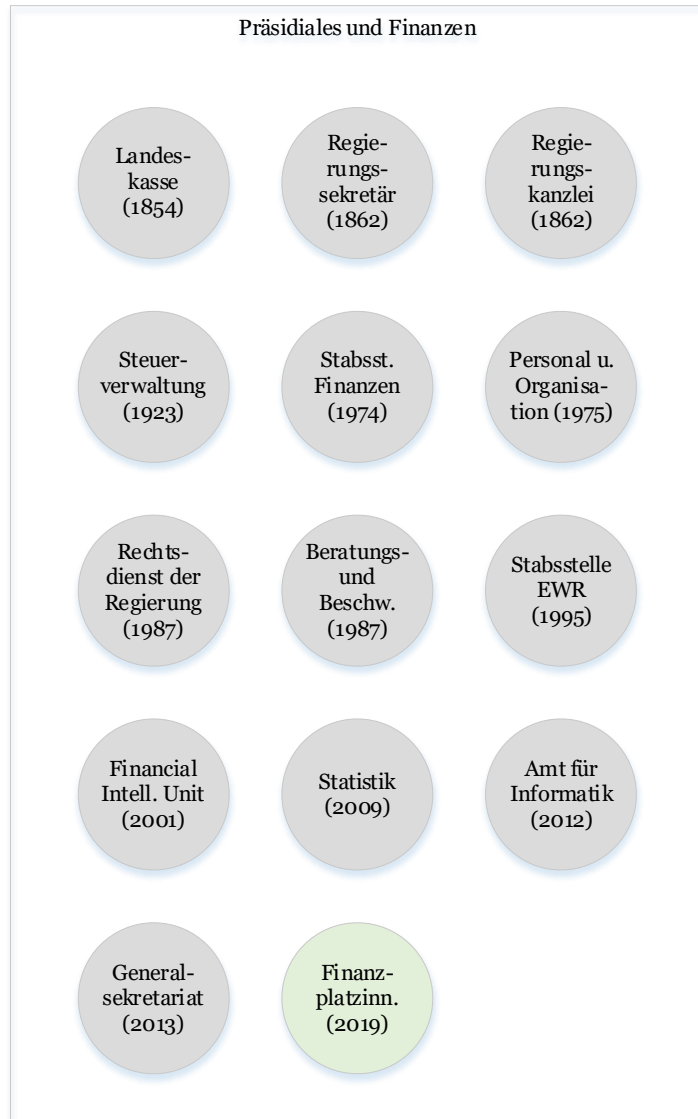 Präsidiales und Finanzen
Landes-
kasse
(1854)
Regie-
rungs-
sekretär
(1862)
Regie-
rungs-
kanzlei
(1862)
Steuer-
verwaltung
(1923)
Stabsst.
Finanzen
(1974)
Personal u.
Organisa-
tion (1975)
Rechts-
dienst der
Regierung
(1987)
Beratungs-
und
Beschw.
(1987)
Stabsstelle
EWR
(1995)
Financial
Intell. Unit
(2001)
Statistik
(2009)
Amt für
Informatik
(2012)
General-
sekretariat
(2013)
Finanz-
platzinn.
(2019)